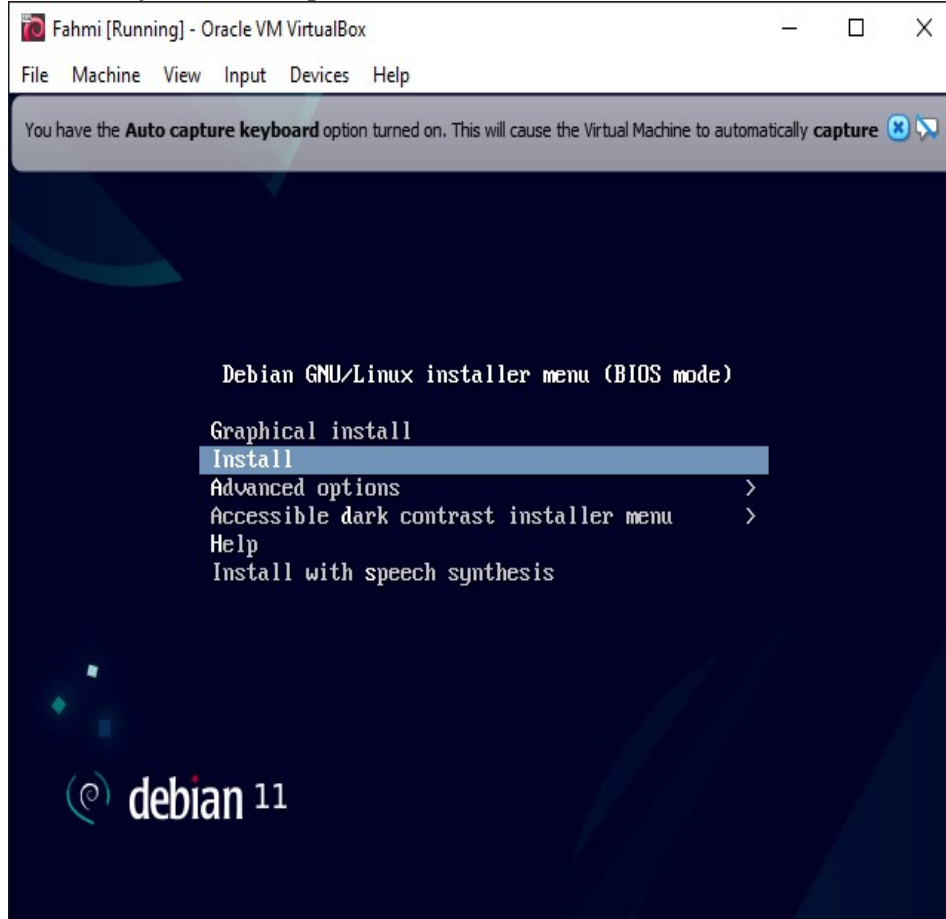 Fahmi [Running] - Oracle VM VirtualBox
File Machine View Input Devices Help
You have the Auto capture keyboard option turned on. This will cause the Virtual Machine to automatically capture
Debian GNU/Linux installer menu (BIOS mode)
Graphical install
Install
Advanced options >
Accessible dark contrast installer menu >
Help
Install with speech synthesis
debian 11